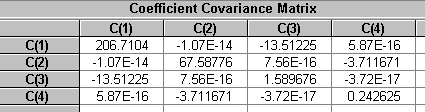 Coefficient Covariance Matrix
C(1) C(2) C(3) C(4)
C(1) 206.7104 -1.07E-14 -13.51225 5.87E-16
C(2) -1.07E-14 67.58776 7.56E-16 -3.711671
C(3) -13.51225 7.56E-16 1.589676 -3.72E-17
C(4) 5.87E-16 -3.711671 -3.72E-17 0.242625